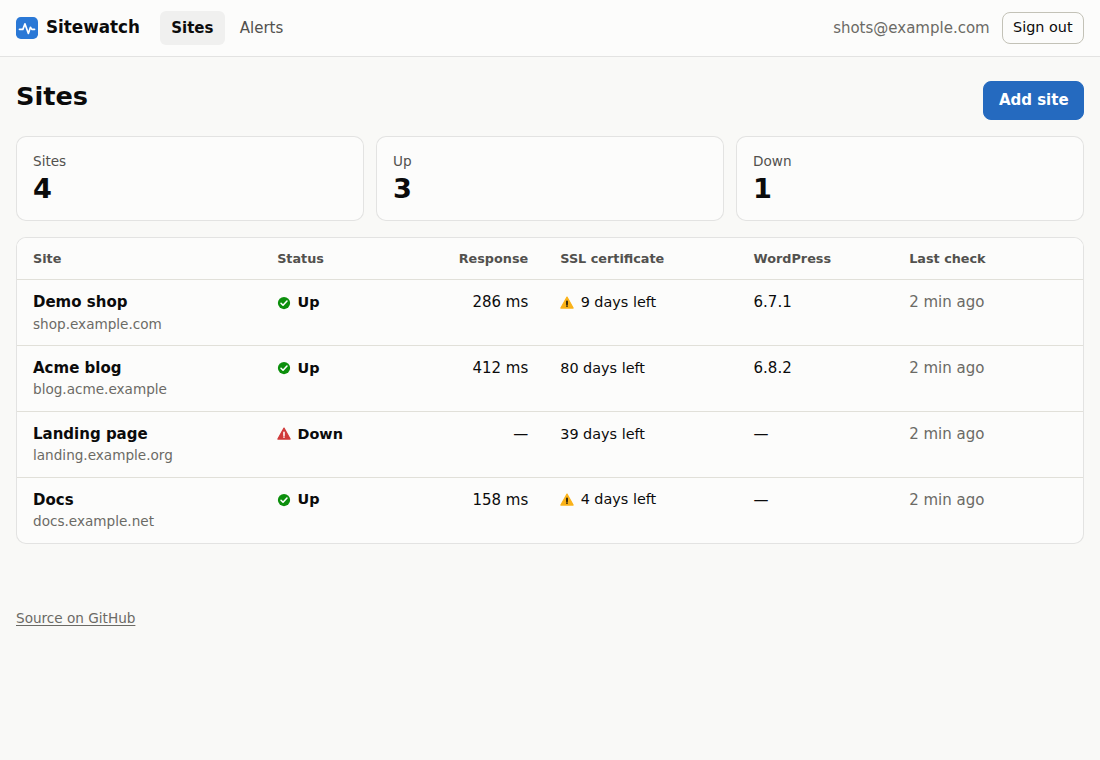 Sitewatch Sites Alerts shots@example.com Sign out
Sites Add site
Sites Up Down
4 3 1
Site Status Response SSL certificate WordPress Last check
Demo shop Up 286 ms 9 days left 6.7.1 2 min ago
shop.example.com
Acme blog Up 412 ms 80 days left 6.8.2 2 min ago
blog.acme.example
Landing page Down — 39 days left — 2 min ago
landing.example.org
Docs Up 158 ms 4 days left — 2 min ago
docs.example.net
Source on GitHub